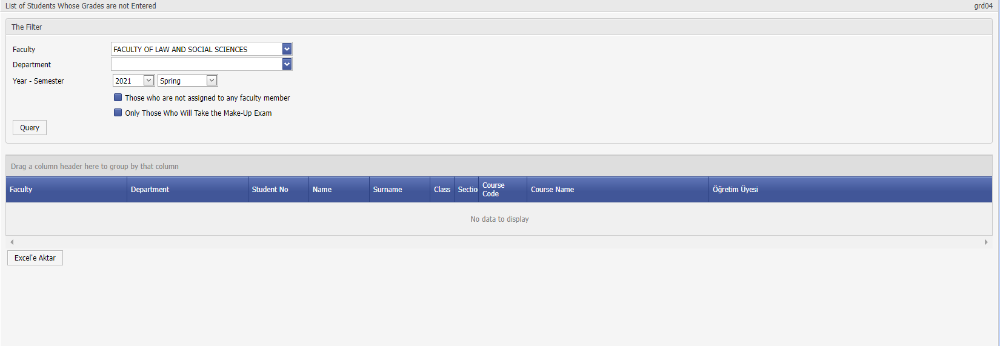 List of Students Whose Grades are not Entered
grd04
The Filter
Faculty
FACULTY OF LAW AND SOCIAL SCIENCES
Department
Year - Semester
2021
Spring
Those who are not assigned to any faculty member
Only Those Who Will Take the Make-Up Exam
Query
Drag a column header here to group by that column
Faculty
Department
Student No
Name
Surname
Class
Sectio
Course
Code
Course Name
Öğretim Üyesi
No data to display
Excel'e Aktar